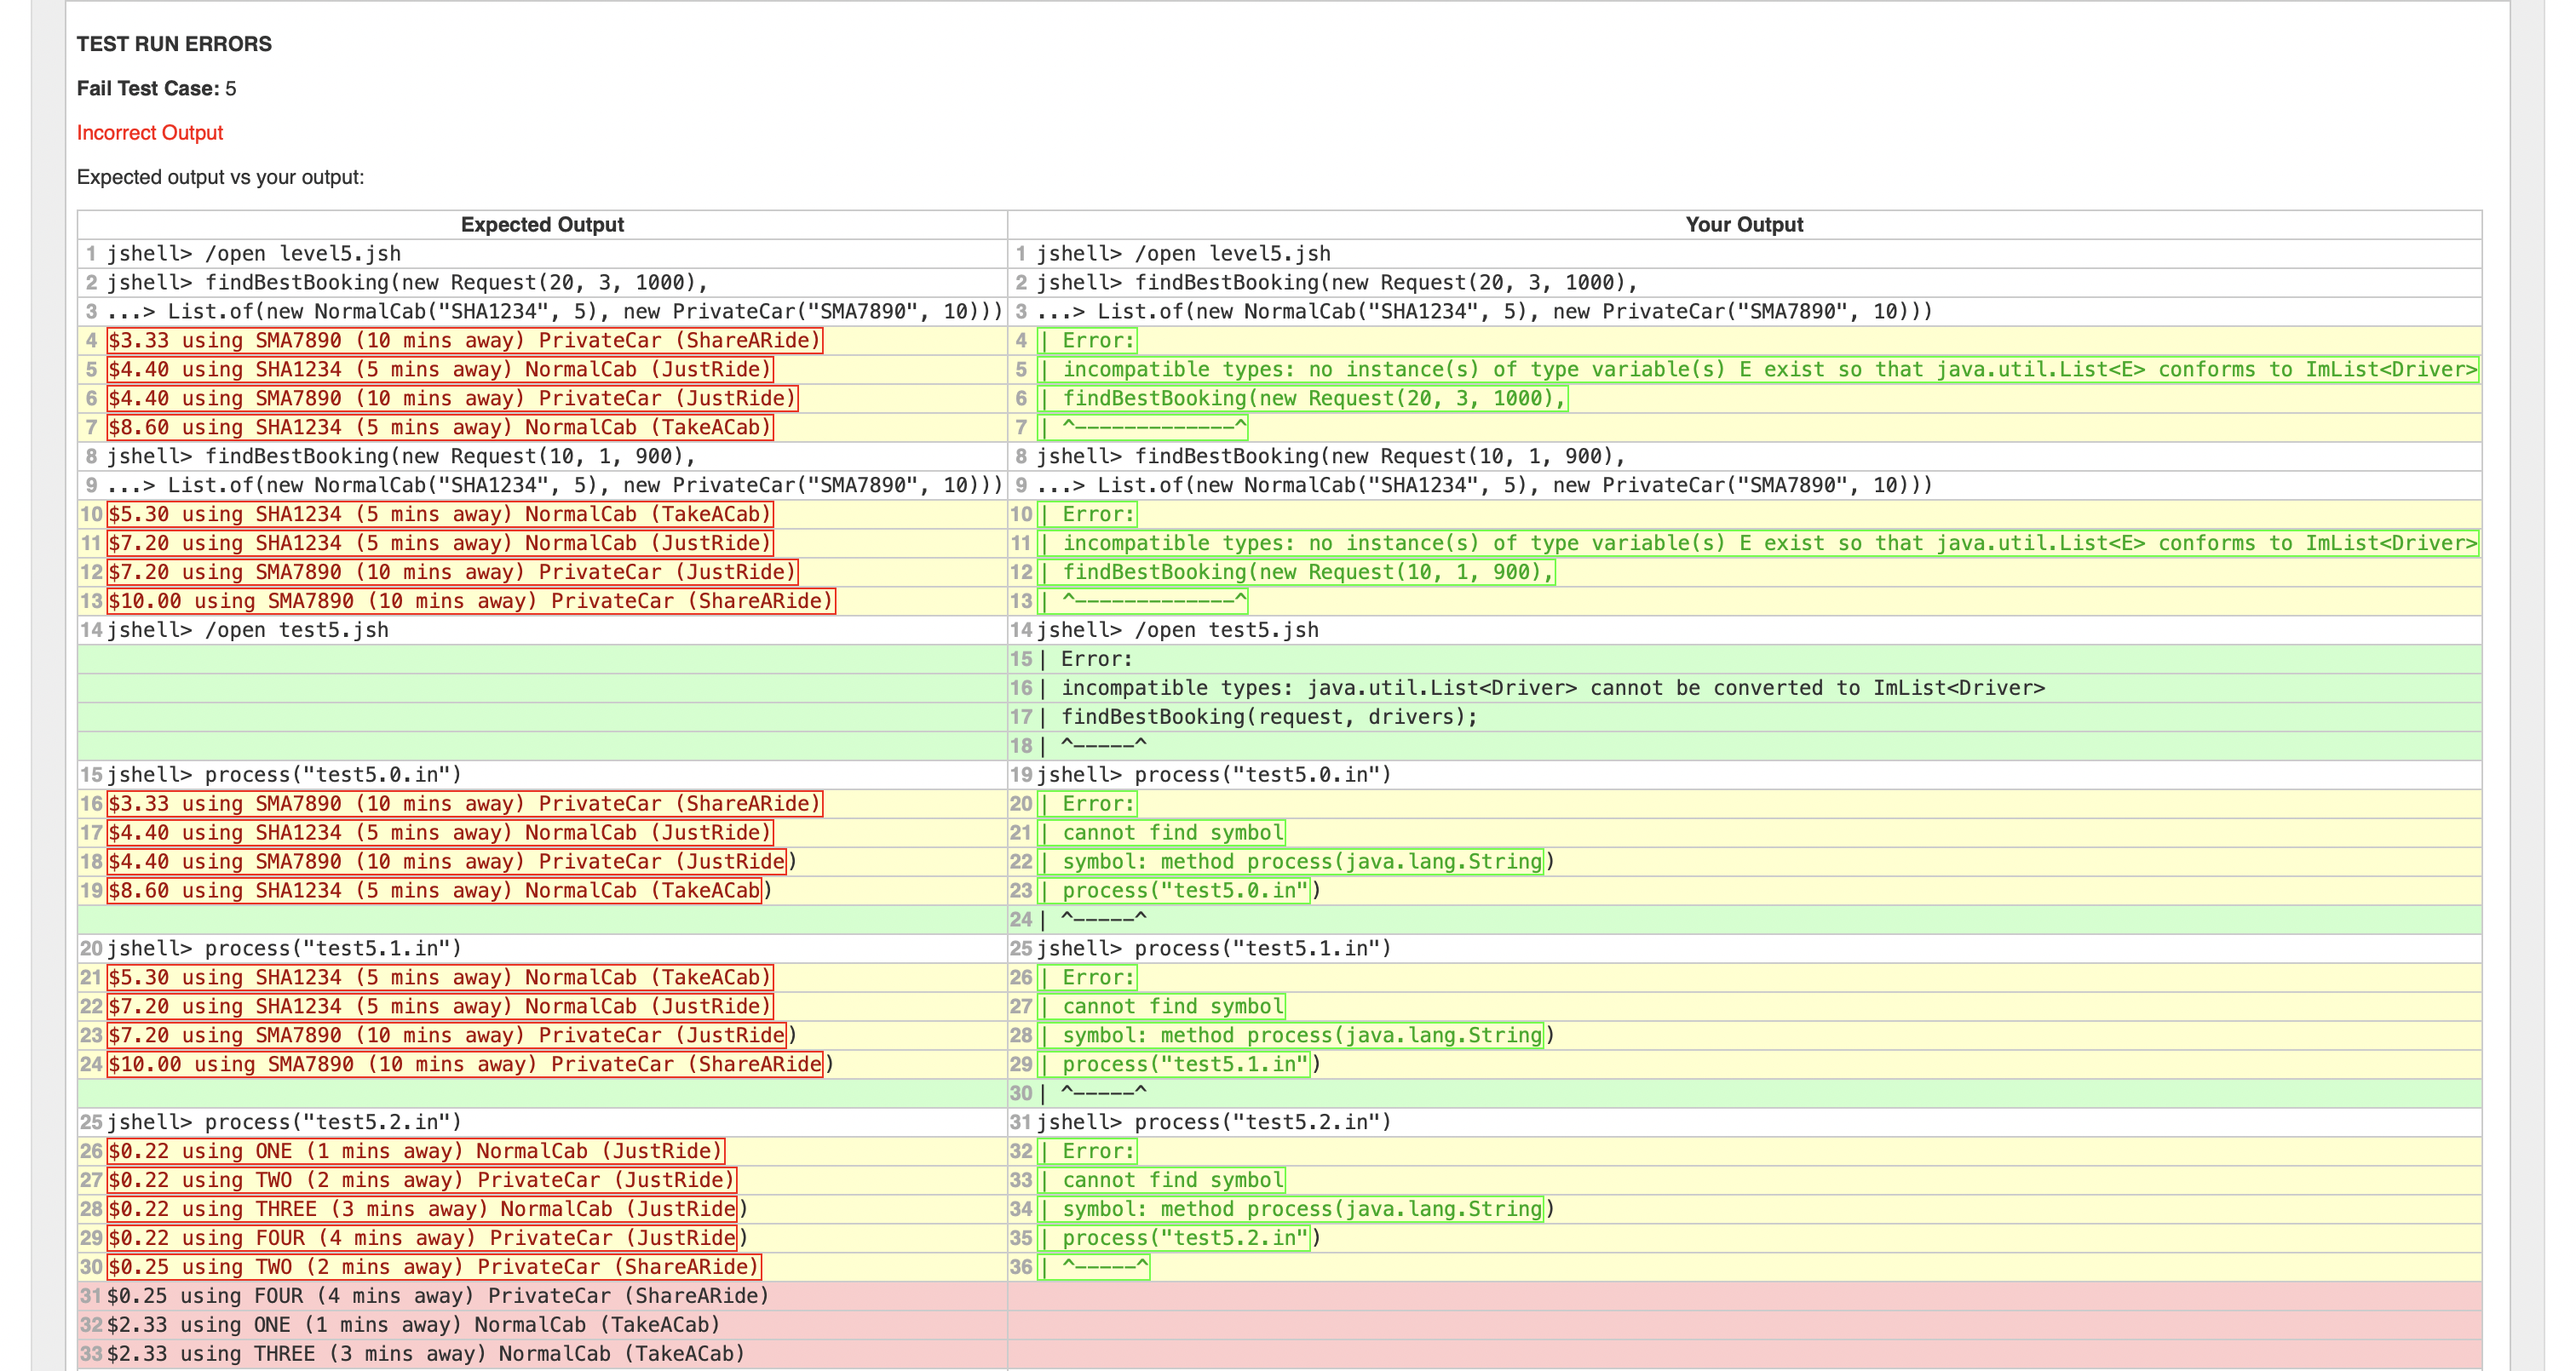 TEST RUN ERRORS
Fail Test Case: 5
Incorrect Output
Expected output vs your output:
Expected Output Your Output
1 jshell> /open level5.jsh 1 jshell> /open level5.jsh
2 jshell> findBestBooking(new Request(20, 3, 1000), 2 jshell> findBestBooking(new Request(20, 3, 1000),
3 ...> List.of(new NormalCab("SHA1234", 5), new PrivateCar("SMA7890", 10))) 3 ...> List.of(new NormalCab("SHA1234", 5), new PrivateCar("SMA7890", 10)))
4 $3.33 using SMA7890 (10 mins away) PrivateCar (ShareARide) 4 | Error:
5 $4.40 using SHA1234 (5 mins away) NormalCab (JustRide) 5 | incompatible types: no instance(s) of type variable(s) E exist so that java.util.List<E> conforms to ImList<Driver>
6 $4.40 using SMA7890 (10 mins away) PrivateCar (JustRide) 6 | findBestBooking(new Request(20, 3, 1000),
7 $8.60 using SHA1234 (5 mins away) NormalCab (TakeACab) 7 | ^-------------^
8 jshell> findBestBooking(new Request(10, 1, 900), 8 jshell> findBestBooking(new Request(10, 1, 900),
9 ...> List.of(new NormalCab("SHA1234", 5), new PrivateCar("SMA7890", 10))) 9 ...> List.of(new NormalCab("SHA1234", 5), new PrivateCar("SMA7890", 10)))
10 $5.30 using SHA1234 (5 mins away) NormalCab (TakeACab) 10 | Error:
11 $7.20 using SHA1234 (5 mins away) NormalCab (JustRide) 11 | incompatible types: no instance(s) of type variable(s) E exist so that java.util.List<E> conforms to ImList<Driver>
12 $7.20 using SMA7890 (10 mins away) PrivateCar (JustRide) 12 | findBestBooking(new Request(10, 1, 900),
13 $10.00 using SMA7890 (10 mins away) PrivateCar (ShareARide) 13 | ^-------------^
14 jshell> /open test5.jsh 14 jshell> /open test5.jsh
15 | Error:
16 | incompatible types: java.util.List<Driver> cannot be converted to ImList<Driver>
17 | findBestBooking(request, drivers);
18 | ^-----^
15 jshell> process("test5.0.in") 19 jshell> process("test5.0.in")
16 $3.33 using SMA7890 (10 mins away) PrivateCar (ShareARide) 20 | Error:
17 $4.40 using SHA1234 (5 mins away) NormalCab (JustRide) 21 | cannot find symbol
18 $4.40 using SMA7890 (10 mins away) PrivateCar (JustRide) 22 | symbol: method process(java.lang.String)
19 $8.60 using SHA1234 (5 mins away) NormalCab (TakeACab) 23 | process("test5.0.in")
24 | ^-----^
20 jshell> process("test5.1.in") 25 jshell> process("test5.1.in")
21 $5.30 using SHA1234 (5 mins away) NormalCab (TakeACab) 26 | Error:
22 $7.20 using SHA1234 (5 mins away) NormalCab (JustRide) 27 | cannot find symbol
23 $7.20 using SMA7890 (10 mins away) PrivateCar (JustRide) 28 | symbol: method process(java.lang.String)
24 $10.00 using SMA7890 (10 mins away) PrivateCar (ShareARide) 29 | process("test5.1.in")
30 | ^-----^
25 jshell> process("test5.2.in") 31 jshell> process("test5.2.in")
26 $0.22 using ONE (1 mins away) NormalCab (JustRide) 32 | Error:
27 $0.22 using TWO (2 mins away) PrivateCar (JustRide) 33 | cannot find symbol
28 $0.22 using THREE (3 mins away) NormalCab (JustRide) 34 | symbol: method process(java.lang.String)
29 $0.22 using FOUR (4 mins away) PrivateCar (JustRide) 35 | process("test5.2.in")
30 $0.25 using TWO (2 mins away) PrivateCar (ShareARide) 36 | ^-----^
31 $0.25 using FOUR (4 mins away) PrivateCar (ShareARide)
32 $2.33 using ONE (1 mins away) NormalCab (TakeACab)
33 $2.33 using THREE (3 mins away) NormalCab (TakeACab)